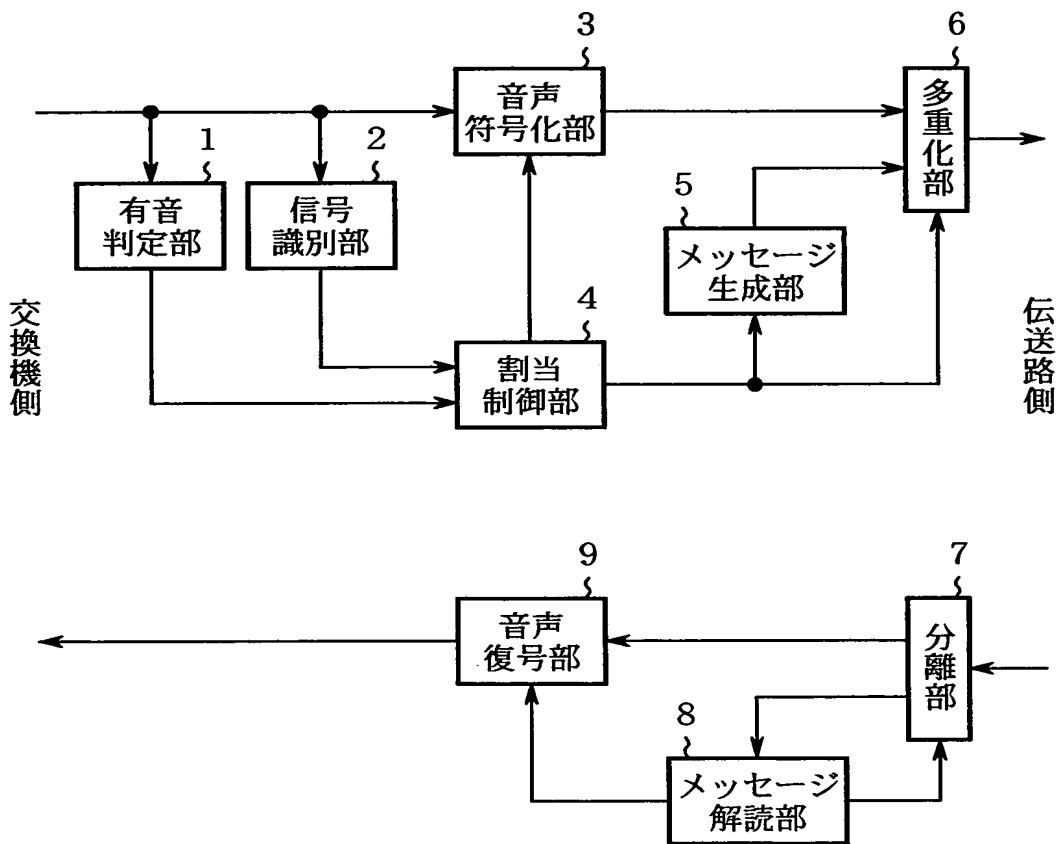 3
音声
符号化部
6
多重化部
1
有音
判定部
2
信号
識別部
5
メッセージ
生成部
4
割当
制御部
交換機側
伝送路側
9
音声
復号部
7
分離部
8
メッセージ
解読部